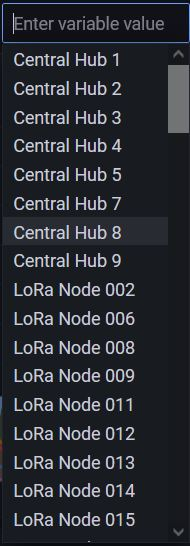 Enter variable value
Central Hub 1
Central Hub 2
Central Hub 3
Central Hub 4
Central Hub 5
Central Hub 7
Central Hub 8
Central Hub 9
LoRa Node 002
LoRa Node 006
LoRa Node 008
LoRa Node 009
LoRa Node 011
LoRa Node 012
LoRa Node 013
LoRa Node 014
LoRa Node 015